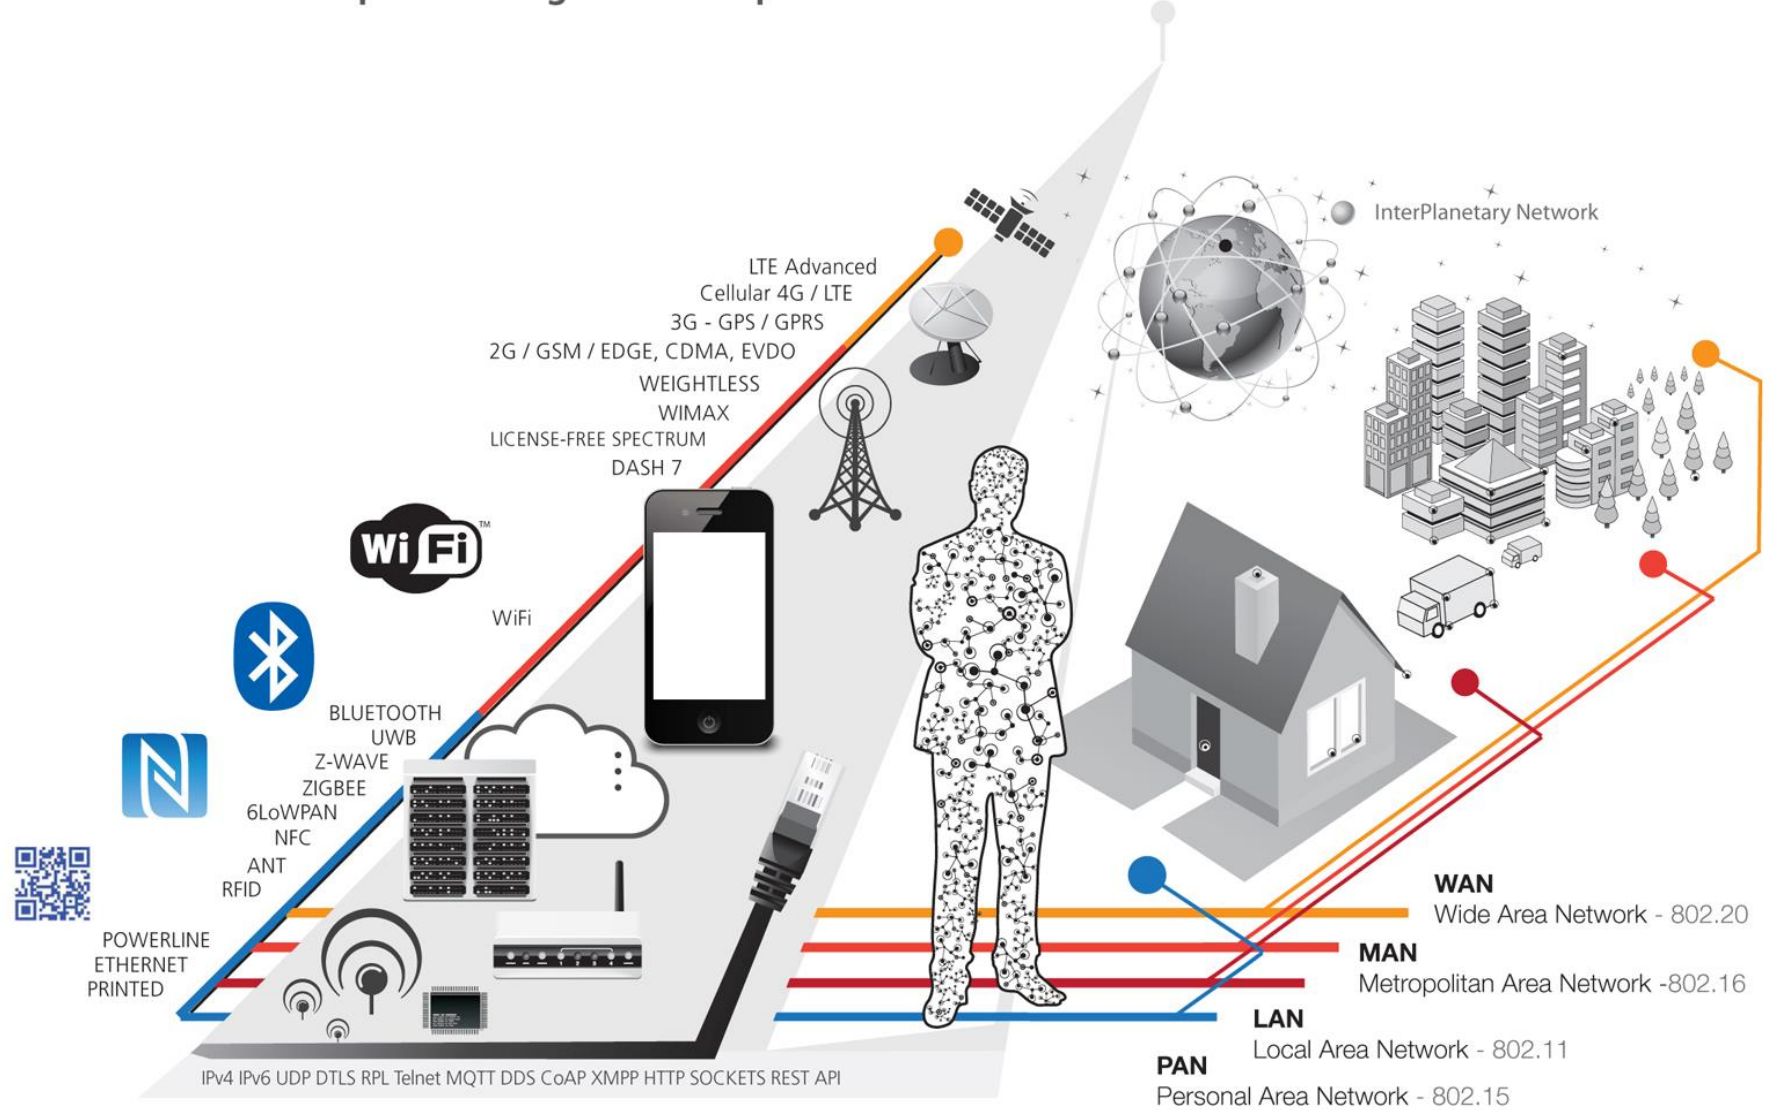 InterPlanetary Network
LTE Advanced
Cellular 4G / LTE
3G - GPS / GPRS
2G / GSM / EDGE, CDMA, EVDO
WEIGHTLESS
WIMAX
LICENSE-FREE SPECTRUM
DASH 7
Wi Fi TM
WiFi
BLUETOOTH
UWB
Z-WAVE
ZIGBEE
6LoWPAN
NFC
ANT
RFID
POWERLINE
ETHERNET
PRINTED
WAN
Wide Area Network - 802.20
MAN
Metropolitan Area Network -802.16
LAN
Local Area Network - 802.11
PAN
Personal Area Network - 802.15
IPv4 IPv6 UDP DTLS RPL Telnet MQTT DDS CoAP XMPP HTTP SOCKETS REST API